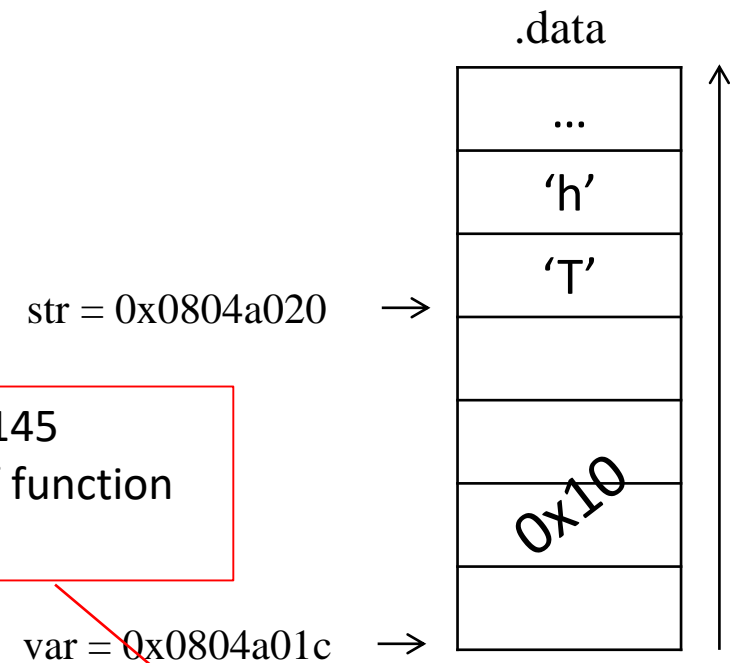 .data
…
‘h’
‘T’
str = 0x0804a020 →
145
function
0x10
var = 0x0804a01c →